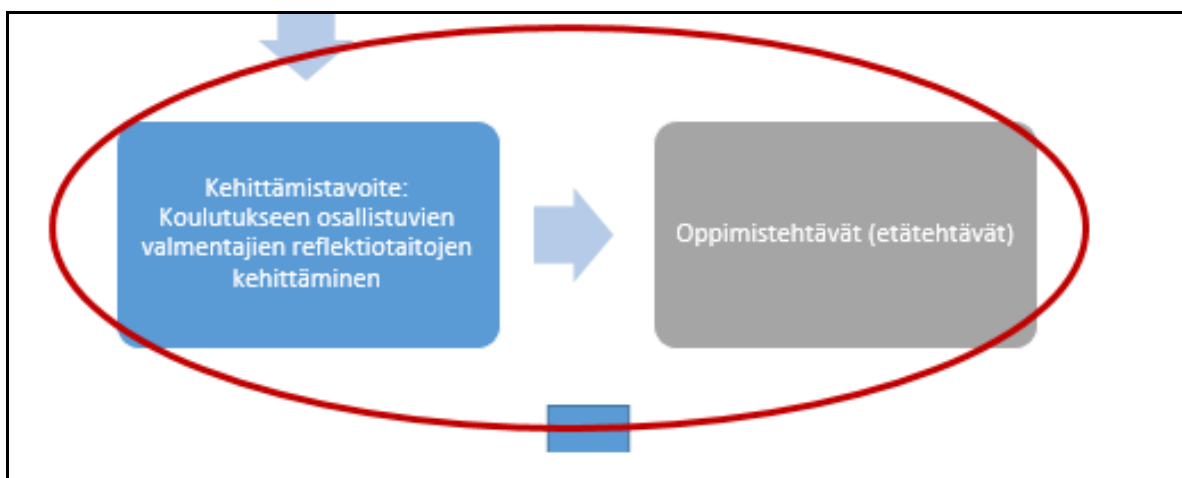 Kehittämistavoite:
Koulutukseen osallistuvien
valmentajien reflektiotaitojen
kehittäminen
Oppimistehtävät (etätehtävät)